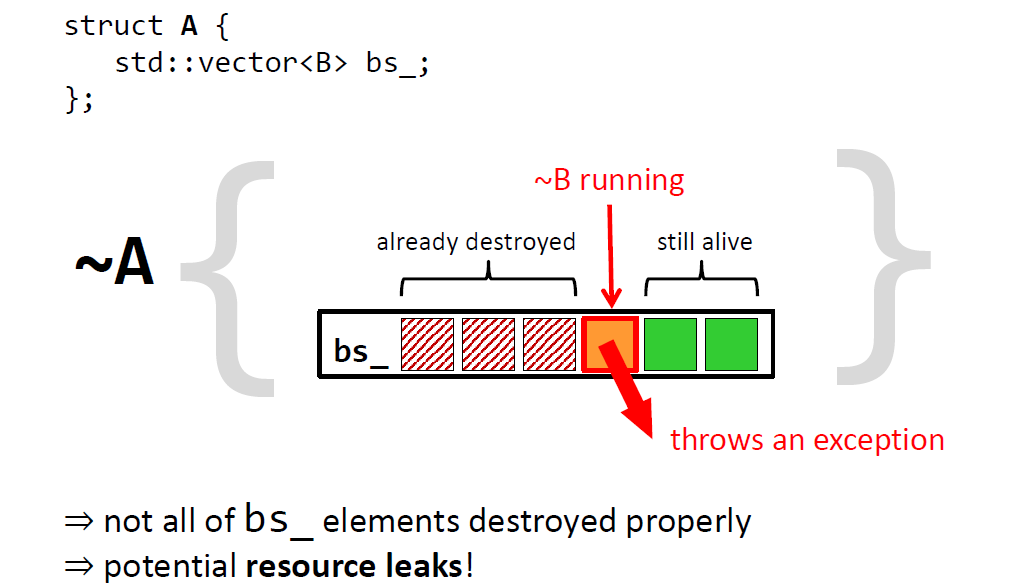 struct A {
std::vector<B> bs_;
};
~B running
already destroyed still alive
~A { }
bs_
throws an exception
⇒ not all of bs_ elements destroyed properly
⇒ potential resource leaks!